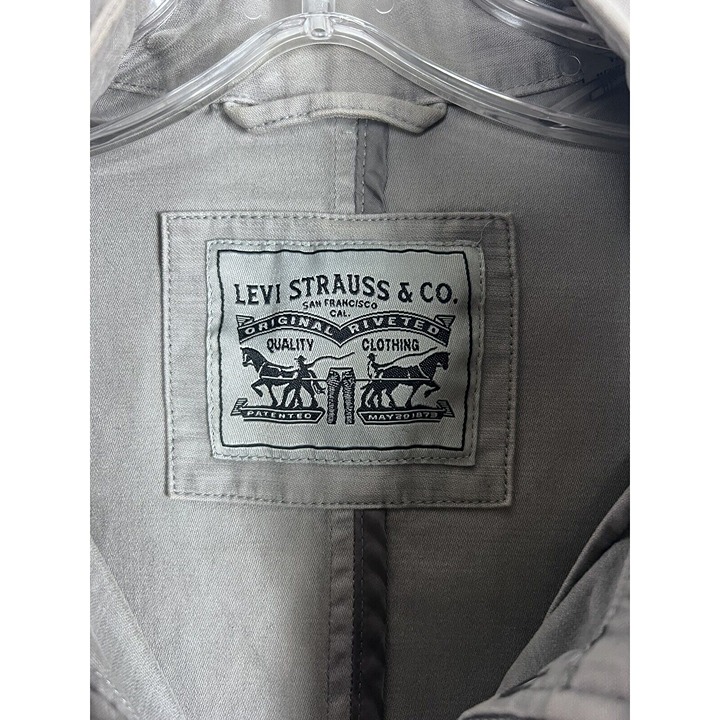 LEVI STRAUSS & CO.
SAN FRANCISCO
CAL.
ORIGINAL RIVETED
QUALITY CLOTHING
PATENTED MAY 20 1873